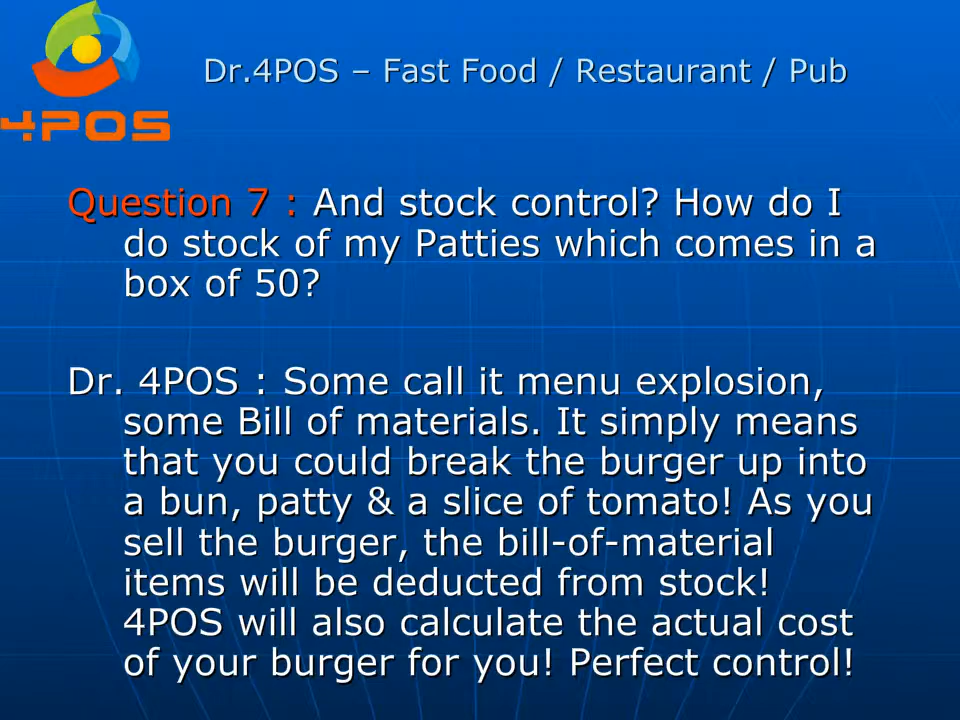 Dr.4POS – Fast Food / Restaurant / Pub
4POS
Question 7 : And stock control? How do I
do stock of my Patties which comes in a
box of 50?
Dr. 4POS : Some call it menu explosion,
some Bill of materials. It simply means
that you could break the burger up into
a bun, patty & a slice of tomato! As you
sell the burger, the bill-of-material
items will be deducted from stock!
4POS will also calculate the actual cost
of your burger for you! Perfect control!